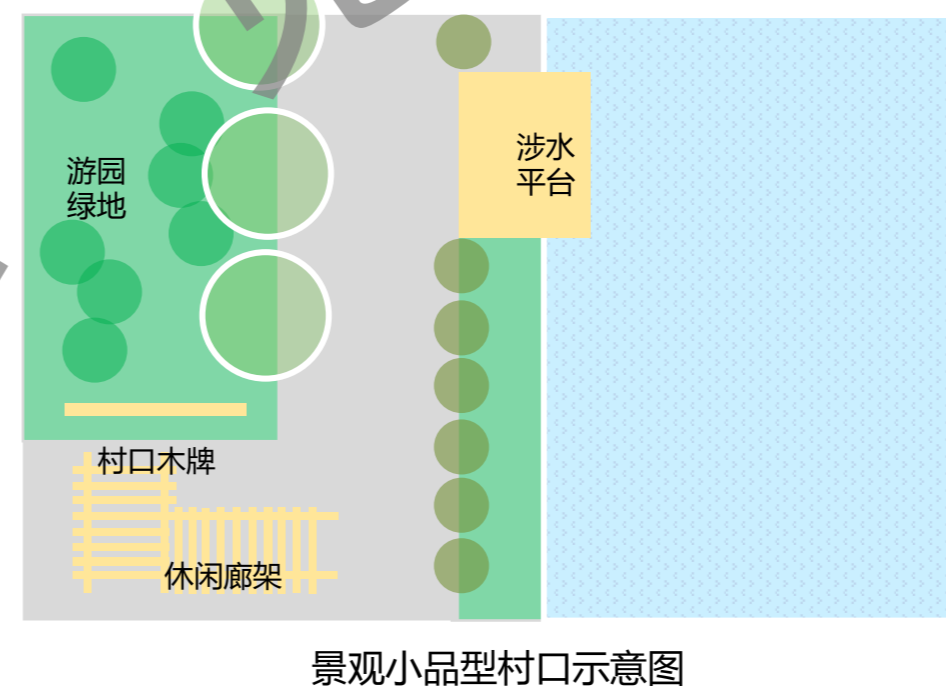 涉水
平台
游园
绿地
村口木牌
休闲廊架
景观小品型村口示意图